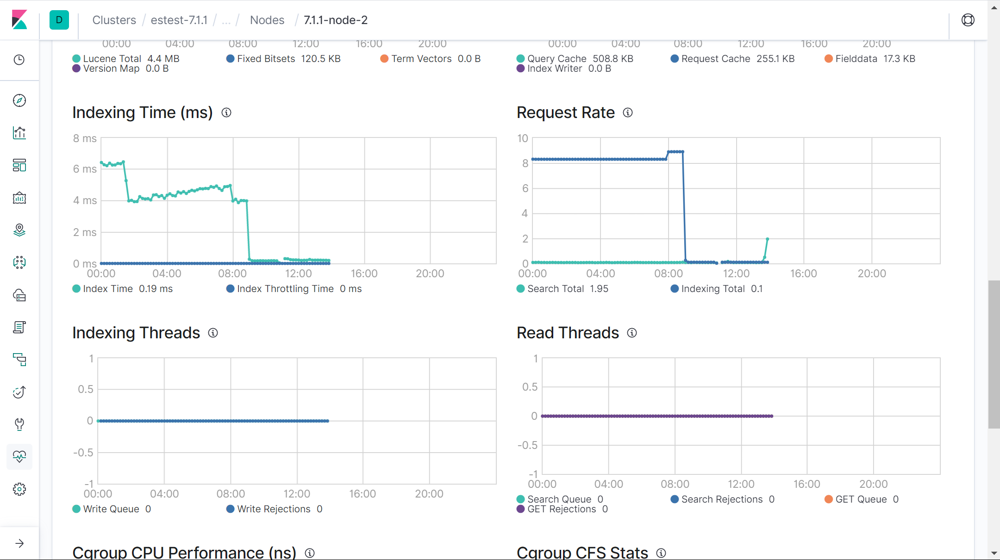 D Clusters / estest-7.1.1 / ... / Nodes / 7.1.1-node-2
00:00 04:00 08:00 12:00 16:00 20:00
Lucene Total 4.4 MB Fixed Bitsets 120.5 KB Term Vectors 0.0 B
Version Map 0.0 B
00:00 04:00 08:00 12:00 16:00 20:00
Query Cache 508.8 KB Request Cache 255.1 KB Fielddata 17.3 KB
Index Writer 0.0 B
Indexing Time (ms)
8 ms
6 ms
4 ms
2 ms
0 ms
00:00 04:00 08:00 12:00 16:00 20:00
Index Time 0.19 ms Index Throttling Time 0 ms
Request Rate
10
8
6
4
2
0
00:00 04:00 08:00 12:00 16:00 20:00
Search Total 1.95 Indexing Total 0.1
Indexing Threads
1
0.5
0
-0.5
-1
00:00 04:00 08:00 12:00 16:00 20:00
Write Queue 0 Write Rejections 0
Read Threads
1
0.5
0
-0.5
-1
00:00 04:00 08:00 12:00 16:00 20:00
Search Queue 0 Search Rejections 0 GET Queue 0
GET Rejections 0
Cgroup CPU Performance (ns)
Cgroup CFS Stats